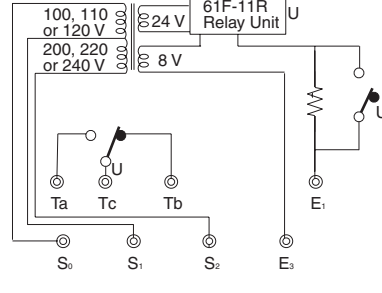 100, 110
or 120 V
200, 220
or 240 V
24 V
8 V
61F-11R
Relay Unit
U
U
U
Ta
Tc
Tb
E₁
S₀
S₁
S₂
E₃